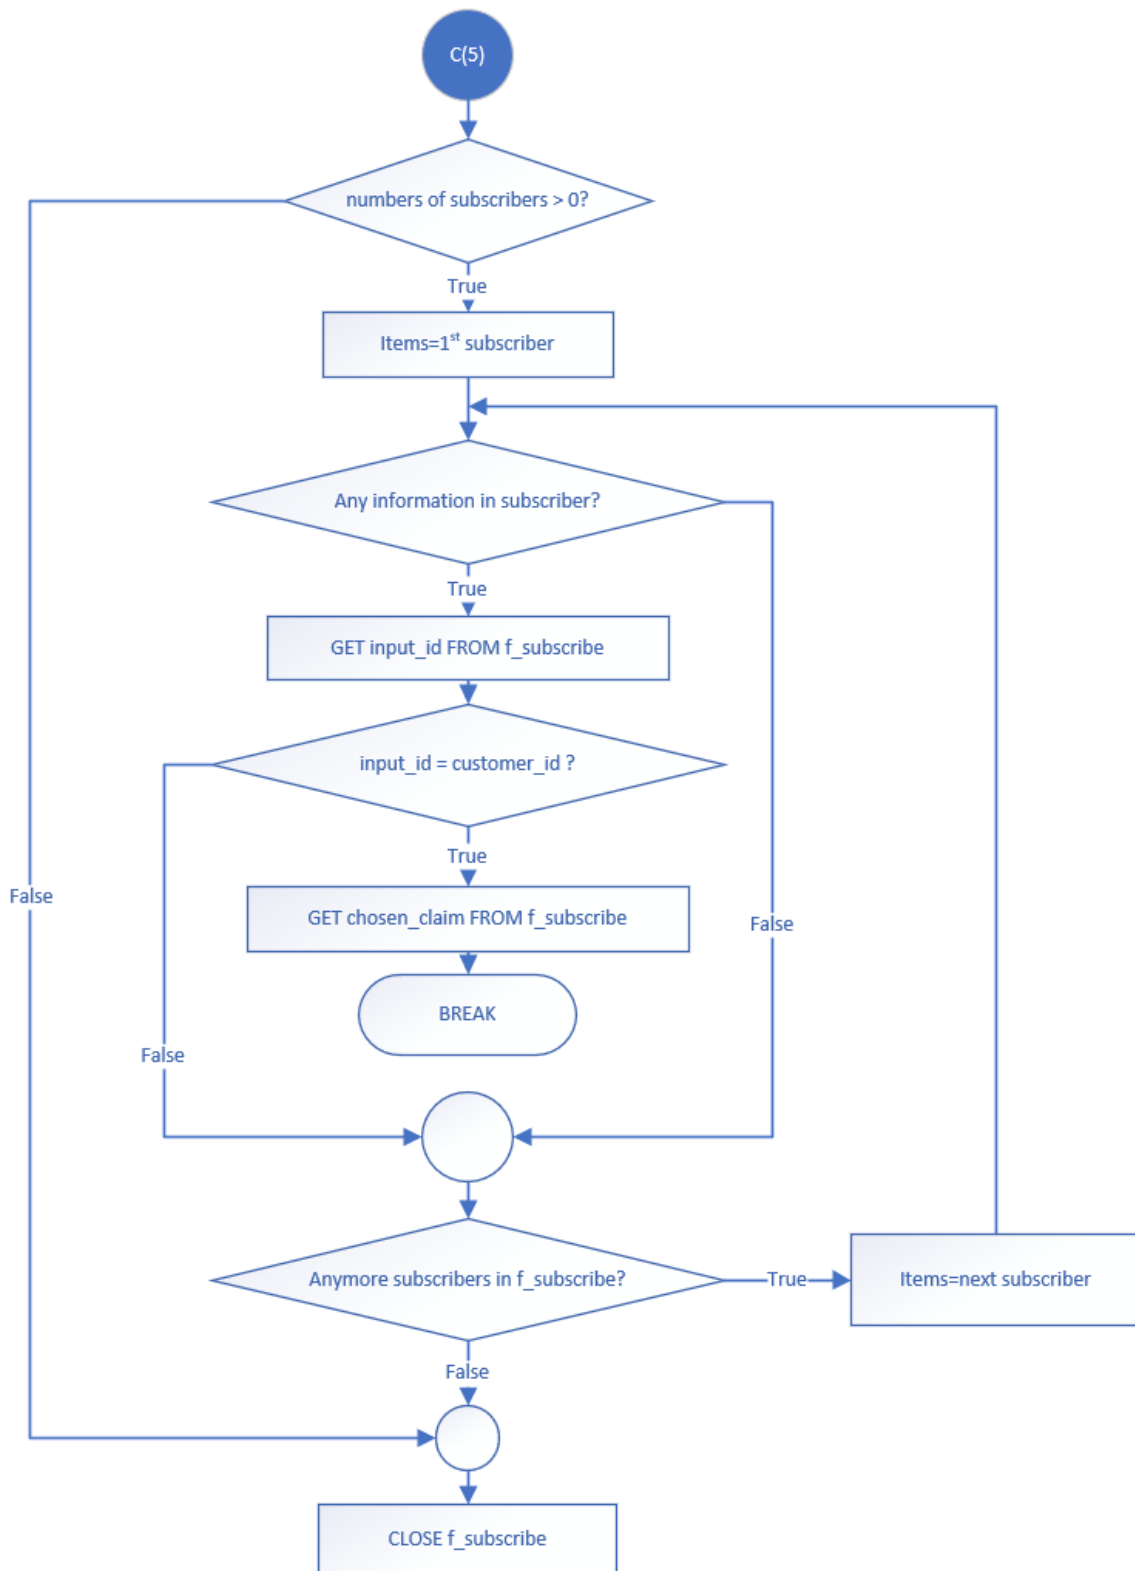 C(5)
numbers of subscribers > 0?
True
Items=1st subscriber
Any information in subscriber?
True
GET input_id FROM f_subscribe
input_id = customer_id ?
True
False
GET chosen_claim FROM f_subscribe
False
BREAK
False
Anymore subscribers in f_subscribe?
True
Items=next subscriber
False
CLOSE f_subscribe